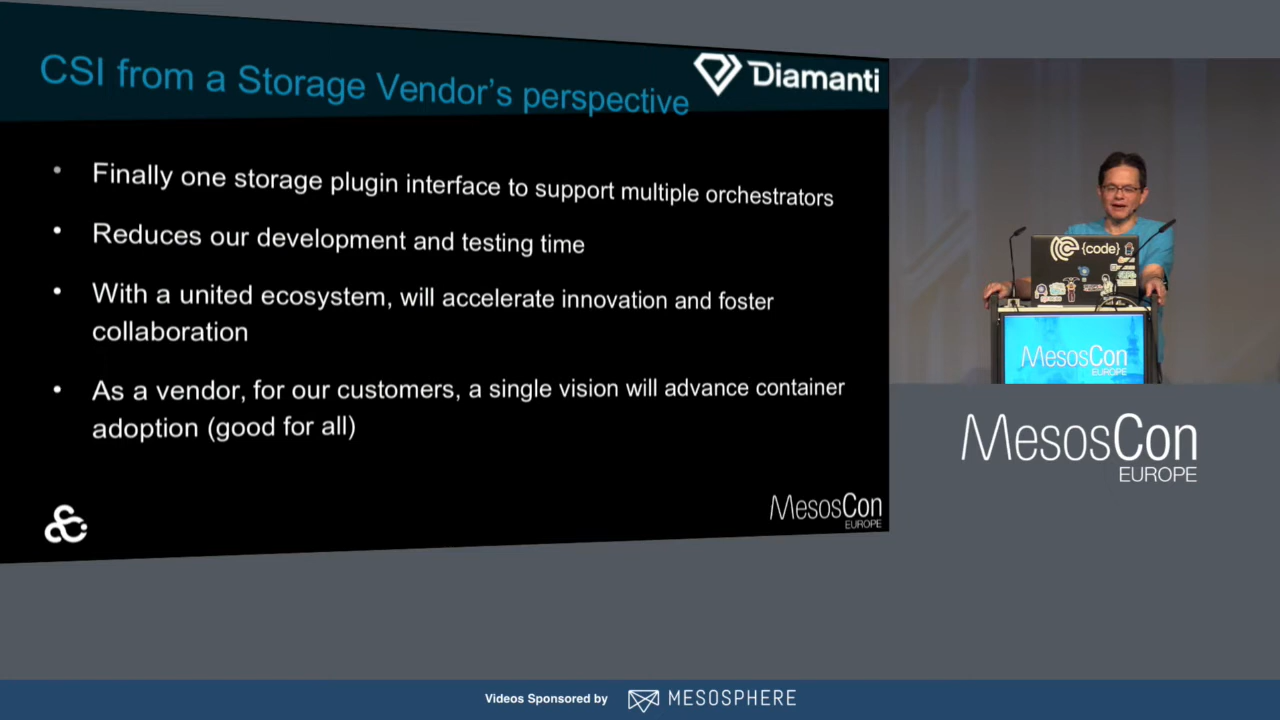 CSI from a Storage Vendor's perspective
Diamanti
• Finally one storage plugin interface to support multiple orchestrators
• Reduces our development and testing time
• With a united ecosystem, will accelerate innovation and foster
collaboration
• As a vendor, for our customers, a single vision will advance container
adoption (good for all)
MesosCon
EUROPE
{code}
MesosCon
EUROPE
MesosCon
EUROPE
Videos Sponsored by MESOSPHERE